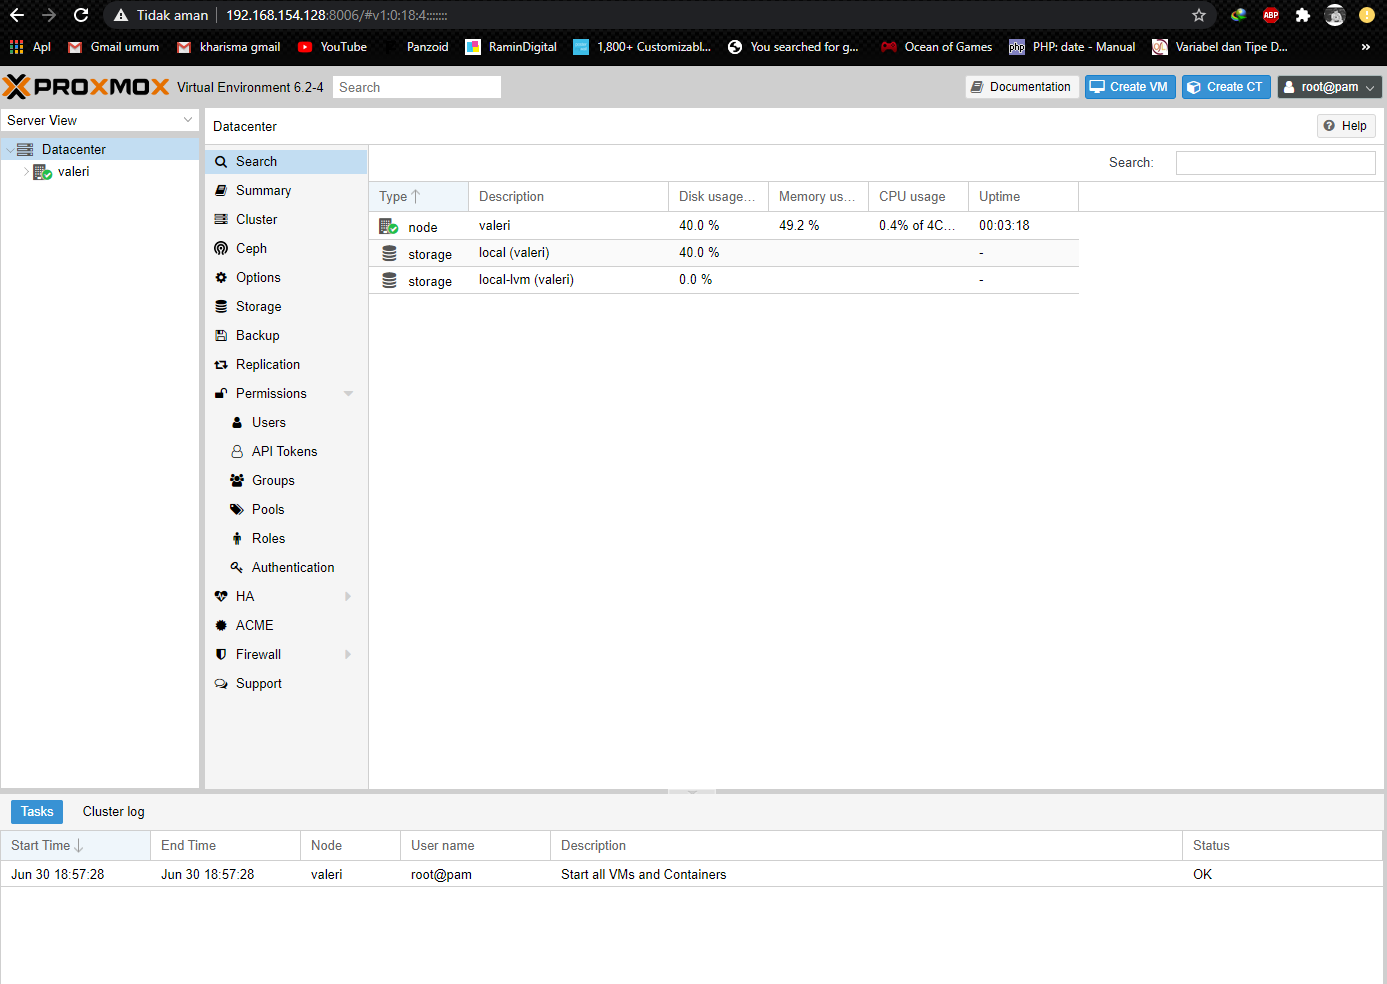 Tidak aman 192.168.154.128:8006/#v1:0:18:4:::::::
ABP
Apl Gmail umum kharisma gmail YouTube Panzoid RaminDigital 1,800+ Customizabl... You searched for g... Ocean of Games php PHP: date - Manual Variabel dan Tipe D... »
PROXMOX Virtual Environment 6.2-4 Search Documentation Create VM Create CT root@pam
Server View
Datacenter
valeri
Datacenter Help
Search
Summary
Cluster
Ceph
Options
Storage
Backup
Replication
Permissions
Users
API Tokens
Groups
Pools
Roles
Authentication
HA
ACME
Firewall
Support
Search:
Type Description Disk usage... Memory us... CPU usage Uptime
node valeri 40.0 % 49.2 % 0.4% of 4C... 00:03:18
storage local (valeri) 40.0 % -
storage local-lvm (valeri) 0.0 % -
Tasks Cluster log
Start Time End Time Node User name Description Status
Jun 30 18:57:28 Jun 30 18:57:28 valeri root@pam Start all VMs and Containers OK